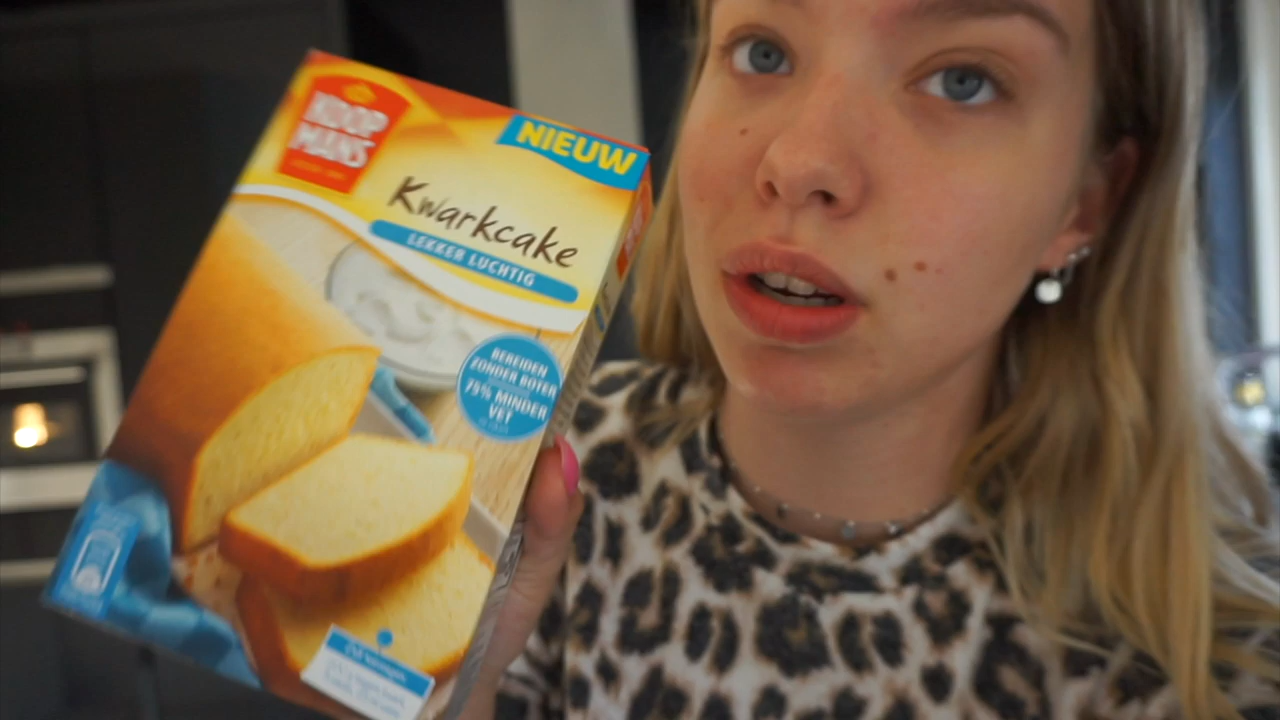 KOOP
MANS
NIEUW
Kwarkcake
LEKKER LUCHTIG
BEREIDEN
ZONDER BOTER
75% MINDER
VET